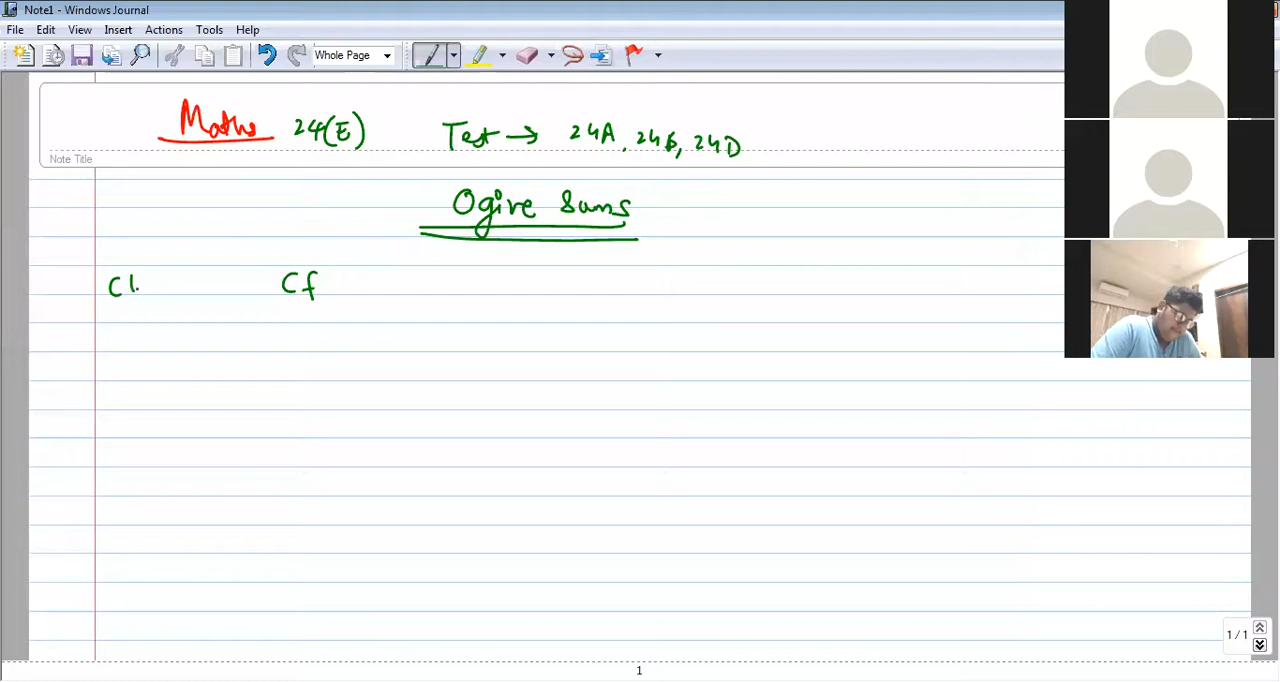 Note1 - Windows Journal
File Edit View Insert Actions Tools Help
Whole Page
Maths 24(E) Test → 24A, 24B, 24D
Note Title
Ogive Sums
CI. Cf
1 / 1
1